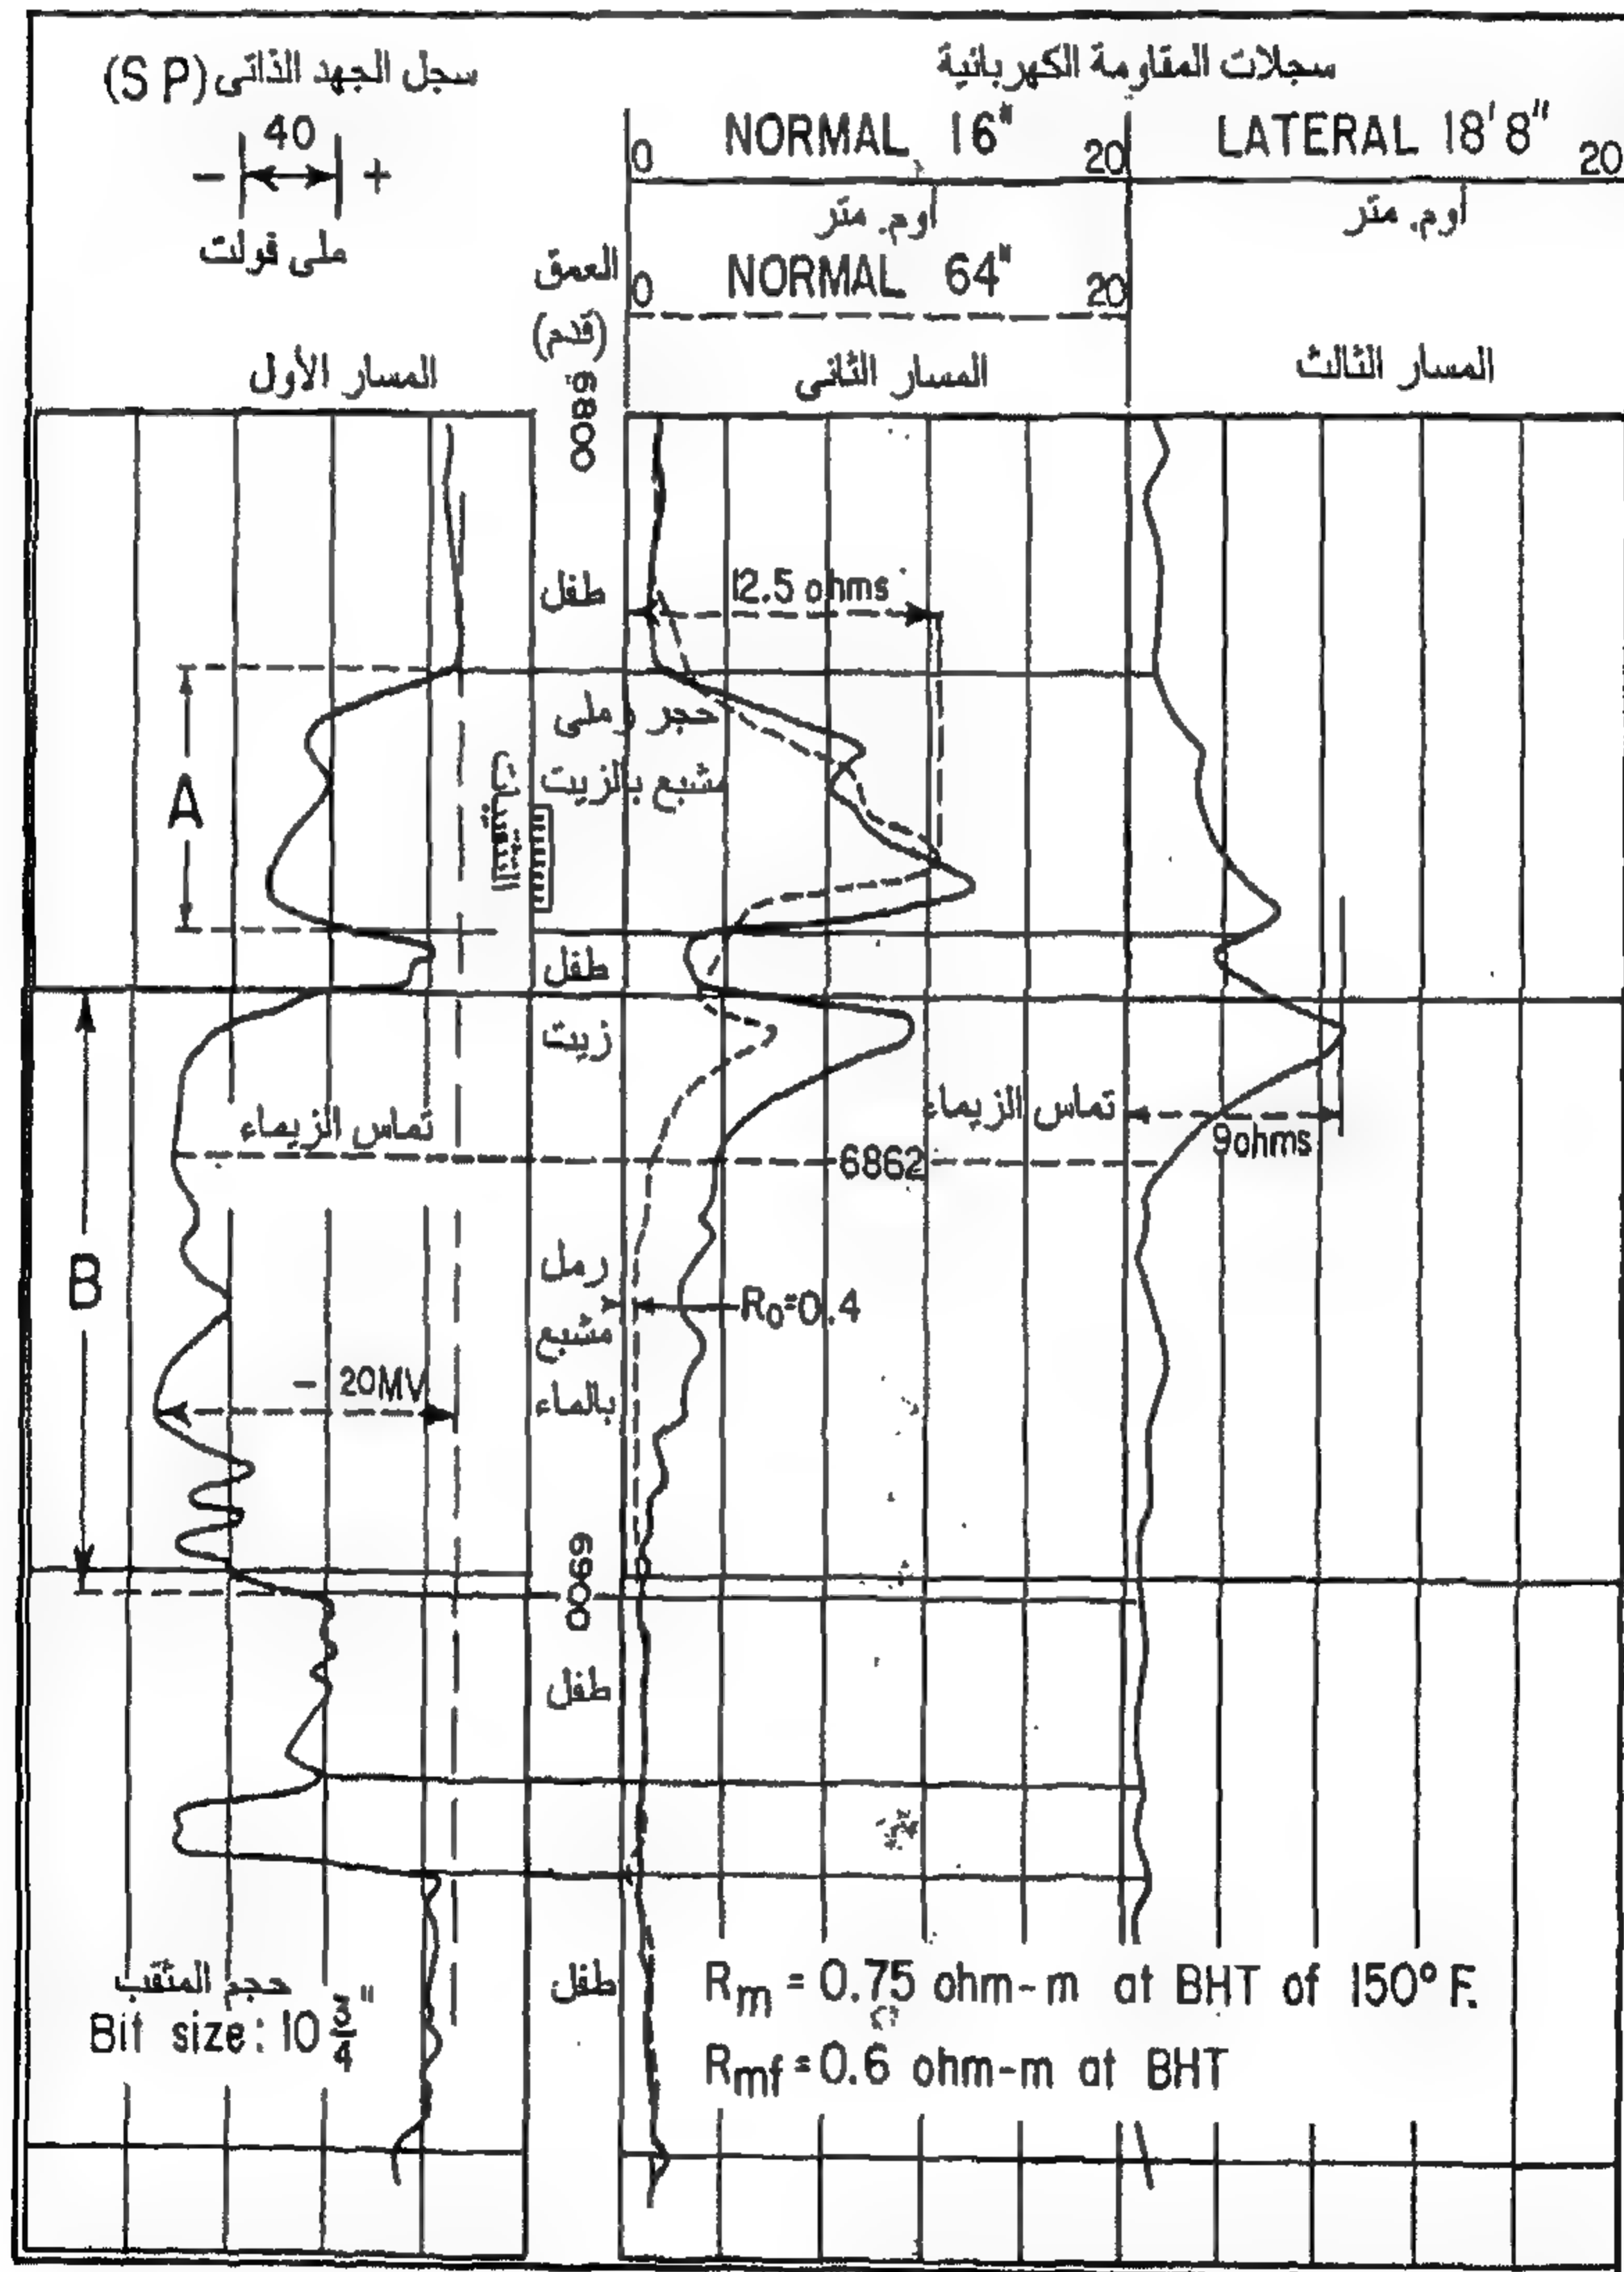 سجل الجهد الذاتى (SP)
سجلات المقاومة الكهربائية
40
- +
ملى فولت
0 NORMAL 16" 20
LATERAL 18'8" 20
أوم. متر
أوم. متر
العمق
(قدم)
0 NORMAL 64" 20
المسار الأول
المسار الثانى
المسار الثالث
6800
طفل
12.5 ohms
حجر رملى
مشبع بالزيت
A
التثقيبات
طفل
زيت
B
تماس الزيماء
تماس الزيماء
9ohms
6862
رمل
مشبع
بالماء
R₀=0.4
- 20MV
6900
طفل
طفل
حجم المثقب
Bit size: 10 3/4"
Rm = 0.75 ohm-m at BHT of 150° F.
Rmf = 0.6 ohm-m at BHT